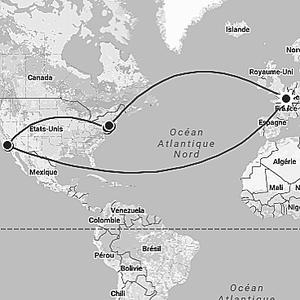 Islande
Royaume-Uni
Canada
France
États-Unis
Espagne
Océan
Atlantique
Nord
Algérie
Mexique
Mali
Venezuela
Colombie
Brésil
Pérou
Bolivie
Océan
Atlantique
Chili